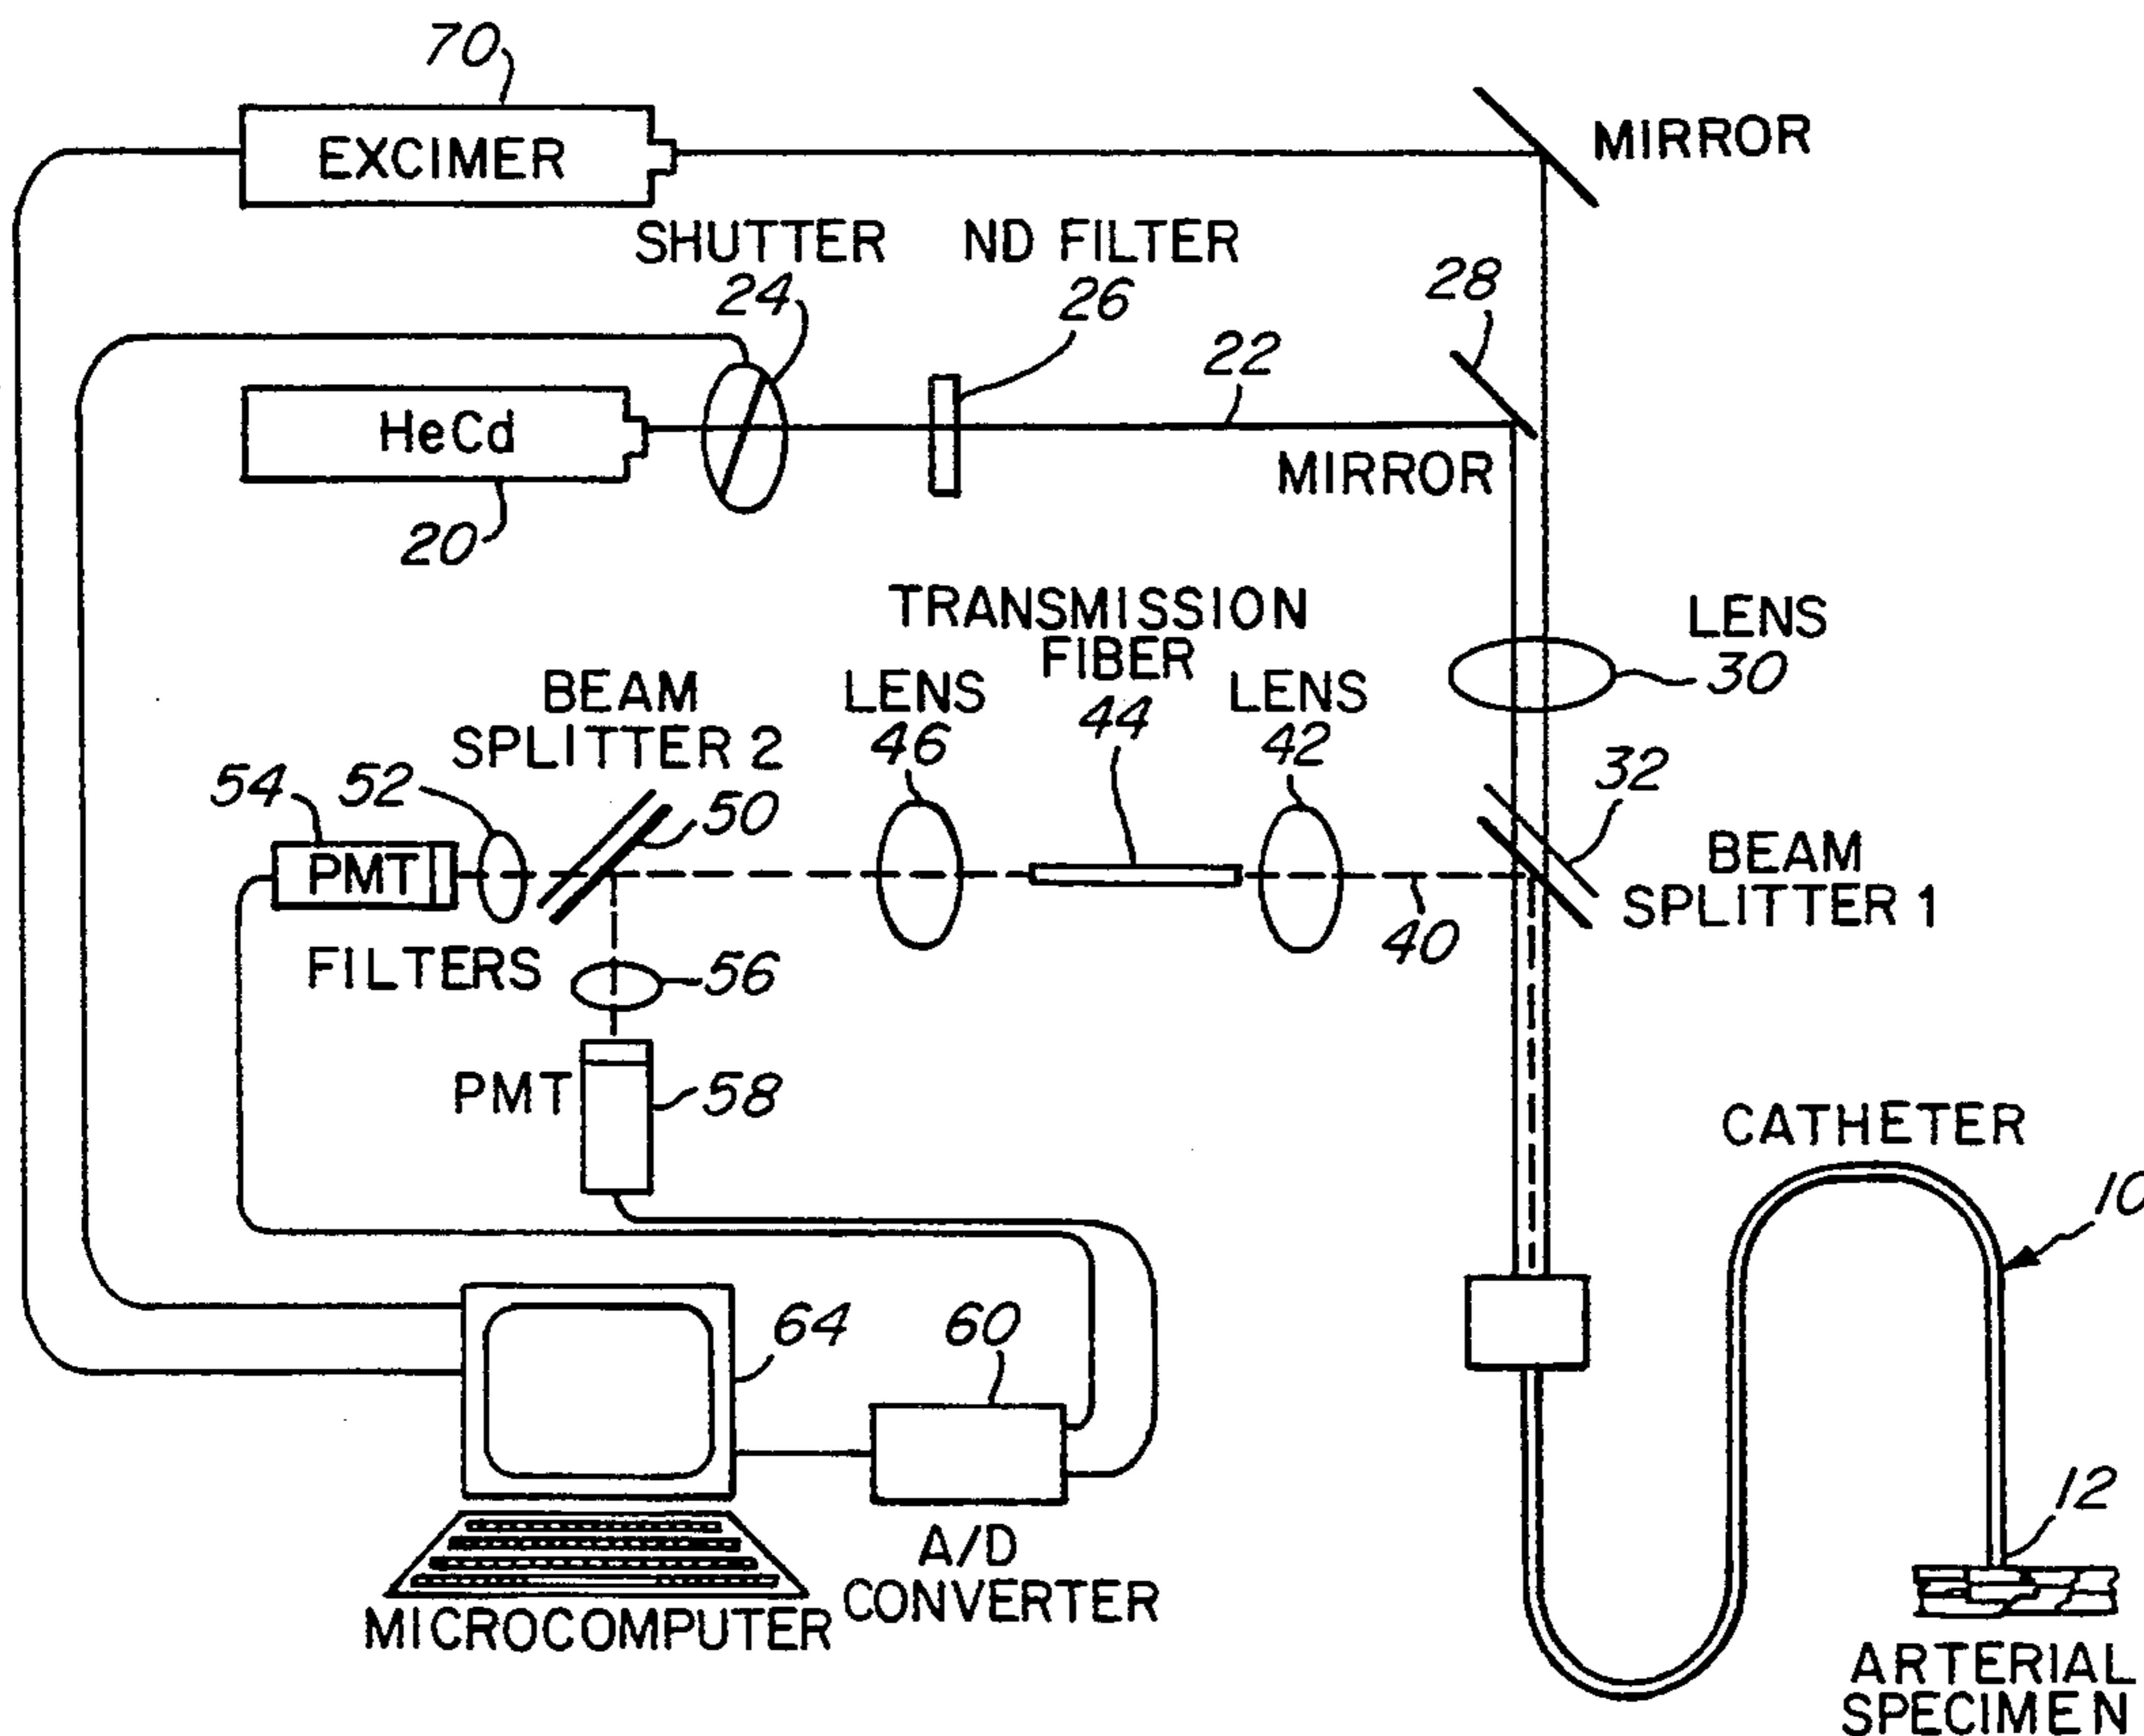 70
EXCIMER
MIRROR
SHUTTER
24
ND FILTER
26
28
22
HeCd
MIRROR
20
TRANSMISSION
FIBER
44
LENS
30
BEAM
SPLITTER 2
LENS
46
LENS
42
32
54
52
50
PMT
BEAM
SPLITTER 1
40
FILTERS
56
PMT
58
CATHETER
10
64
60
12
A/D
CONVERTER
MICROCOMPUTER
ARTERIAL
SPECIMEN